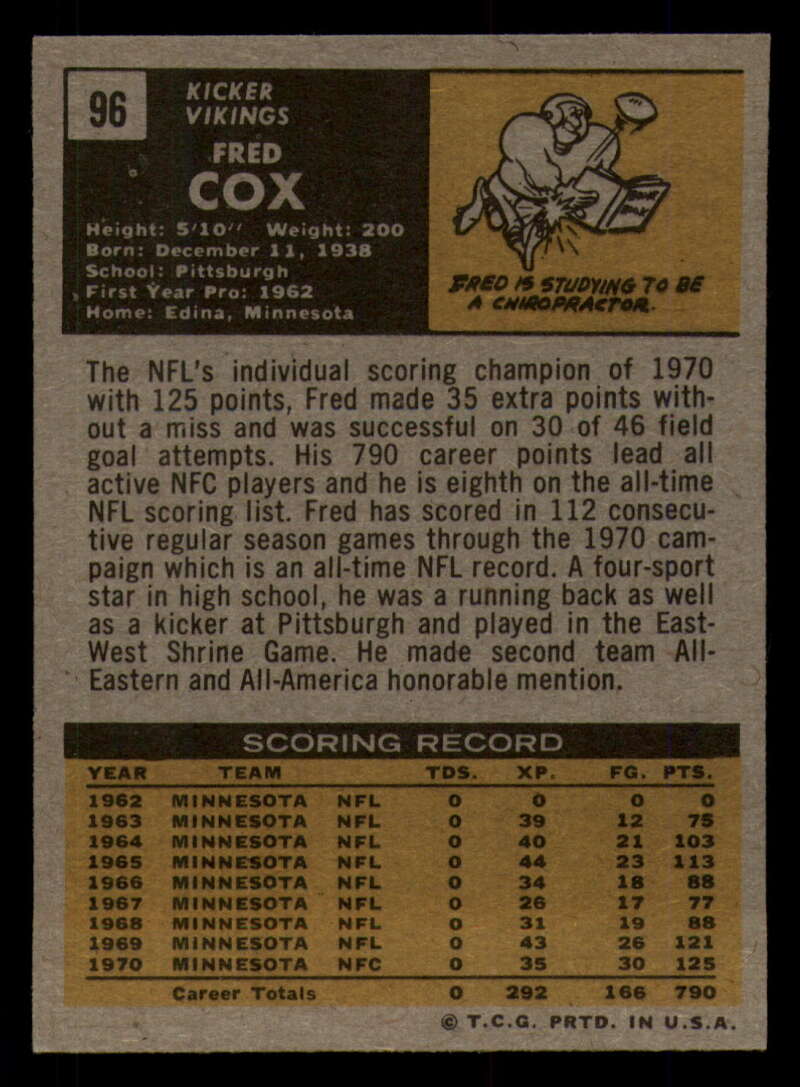 96
KICKER
VIKINGS
FRED
COX
Height: 5'10" Weight: 200
Born: December 11, 1938
School: Pittsburgh
First Year Pro: 1962
Home: Edina, Minnesota
FRED IS STUDYING TO BE
A CHIROPRACTOR.
The NFL's individual scoring champion of 1970
with 125 points, Fred made 35 extra points with-
out a miss and was successful on 30 of 46 field
goal attempts. His 790 career points lead all
active NFC players and he is eighth on the all-time
NFL scoring list. Fred has scored in 112 consecu-
tive regular season games through the 1970 cam-
paign which is an all-time NFL record. A four-sport
star in high school, he was a running back as well
as a kicker at Pittsburgh and played in the East-
West Shrine Game. He made second team All-
Eastern and All-America honorable mention.
SCORING RECORD
YEAR TEAM TDS. XP. FG. PTS.
1962 MINNESOTA NFL 0 0 0 0
1963 MINNESOTA NFL 0 39 12 75
1964 MINNESOTA NFL 0 40 21 103
1965 MINNESOTA NFL 0 44 23 113
1966 MINNESOTA NFL 0 34 18 88
1967 MINNESOTA NFL 0 26 17 77
1968 MINNESOTA NFL 0 31 19 88
1969 MINNESOTA NFL 0 43 26 121
1970 MINNESOTA NFC 0 35 30 125
Career Totals 0 292 166 790
© T.C.G. PRTD. IN U.S.A.